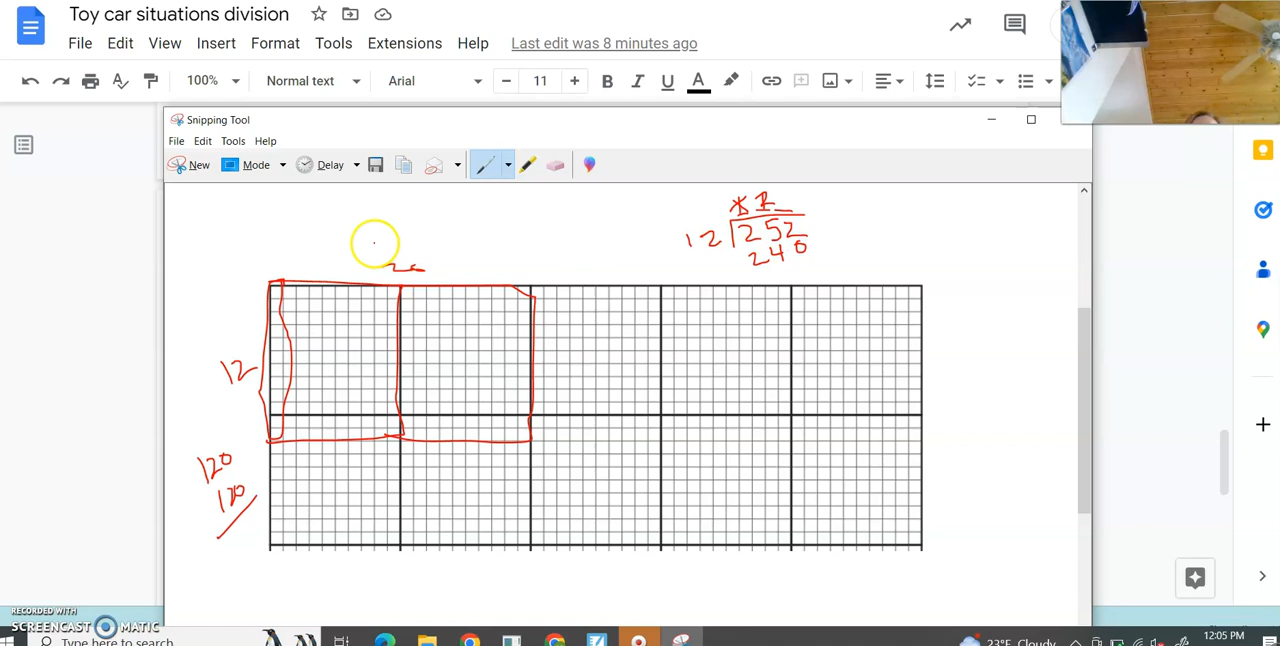 Toy car situations division
File Edit View Insert Format Tools Extensions Help Last edit was 8 minutes ago
100% Normal text Arial 11 B I U A
Snipping Tool
File Edit Tools Help
New Mode Delay
12 252
240
12
120
120
RECORDED WITH
SCREENCAST MATIC
Type here to search
23°F Cloudy 12:05 PM